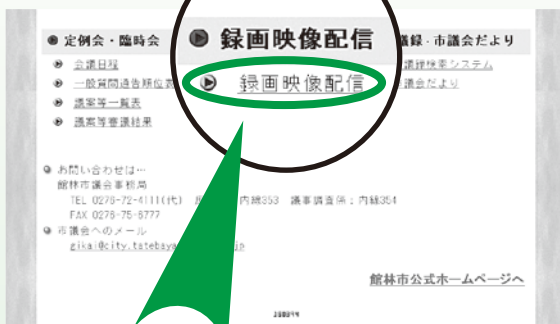 定例会・臨時会
録画映像配信
市議会だより
会議日程
一般質問通告順位表
録画映像配信
会議録検索システム
議案等一覧表
議案等審議結果
お問い合わせは…
館林市議会事務局
TEL 0276-72-4111(代)
内線353 議事調査係:内線354
FAX 0276-75-8777
市議会へのメール
gikai@city.tatebaya
館林市公式ホームページへ